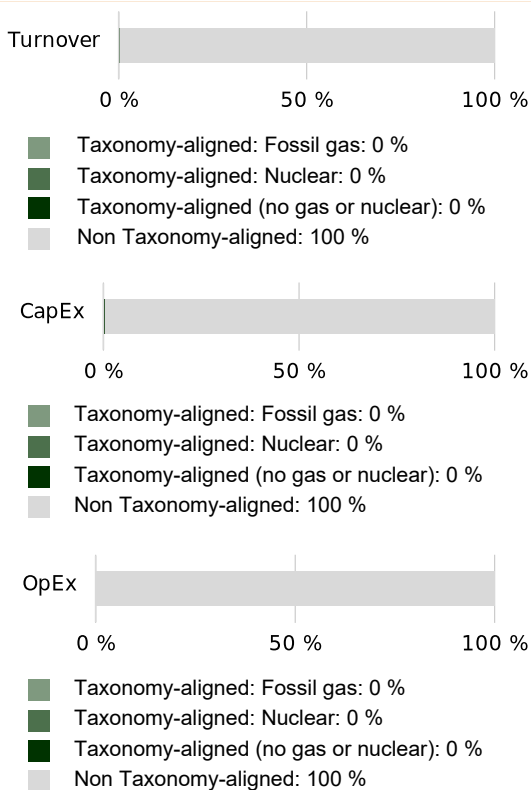 Turnover
0 %
50 %
100 %
Taxonomy-aligned: Fossil gas: 0 %
Taxonomy-aligned: Nuclear: 0 %
Taxonomy-aligned (no gas or nuclear): 0 %
Non Taxonomy-aligned: 100 %
CapEx
0 %
50 %
100 %
Taxonomy-aligned: Fossil gas: 0 %
Taxonomy-aligned: Nuclear: 0 %
Taxonomy-aligned (no gas or nuclear): 0 %
Non Taxonomy-aligned: 100 %
OpEx
0 %
50 %
100 %
Taxonomy-aligned: Fossil gas: 0 %
Taxonomy-aligned: Nuclear: 0 %
Taxonomy-aligned (no gas or nuclear): 0 %
Non Taxonomy-aligned: 100 %